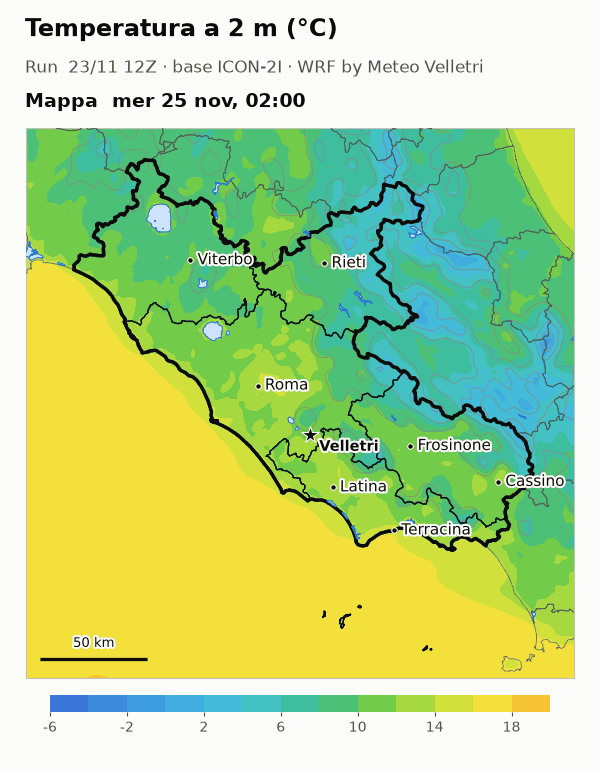 Temperatura a 2 m (°C)
Run  23/11 12Z · base ICON-2I · WRF by Meteo Velletri
Mappa  mer 25 nov, 02:00
Viterbo
Rieti
Roma
Velletri
Frosinone
Latina
Cassino
Terracina
50 km
-6 -2 2 6 10 14 18